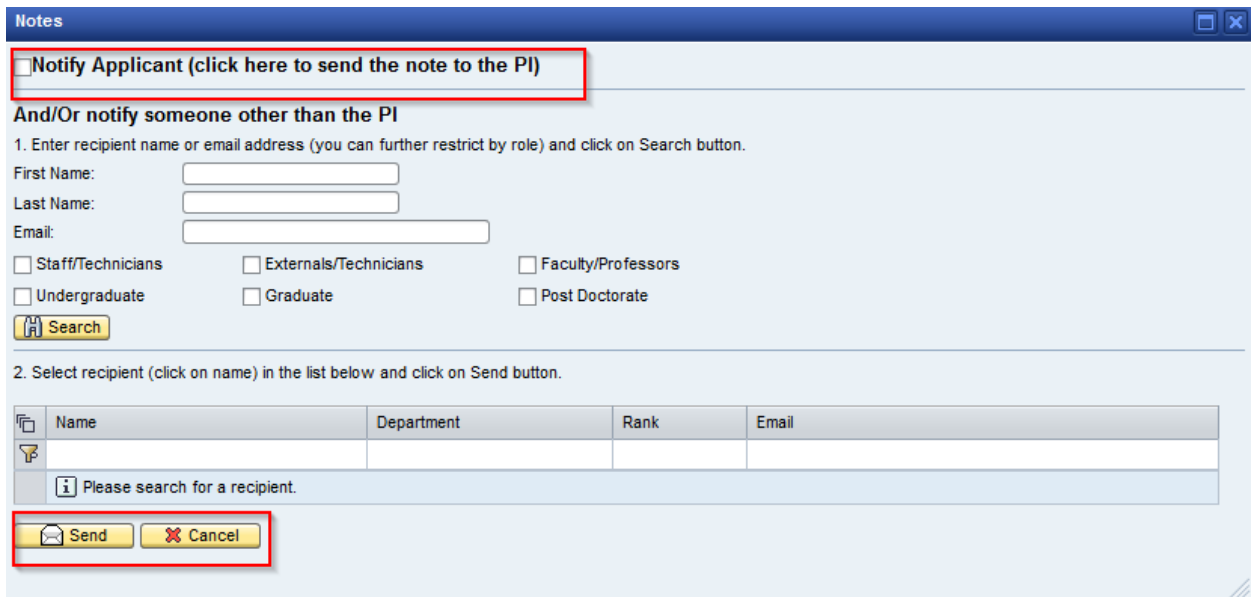 Notes
Notify Applicant (click here to send the note to the PI)
And/Or notify someone other than the PI
1. Enter recipient name or email address (you can further restrict by role) and click on Search button.
First Name:
Last Name:
Email:
Staff/Technicians Externals/Technicians Faculty/Professors
Undergraduate Graduate Post Doctorate
Search
2. Select recipient (click on name) in the list below and click on Send button.
Name Department Rank Email
Please search for a recipient.
Send Cancel